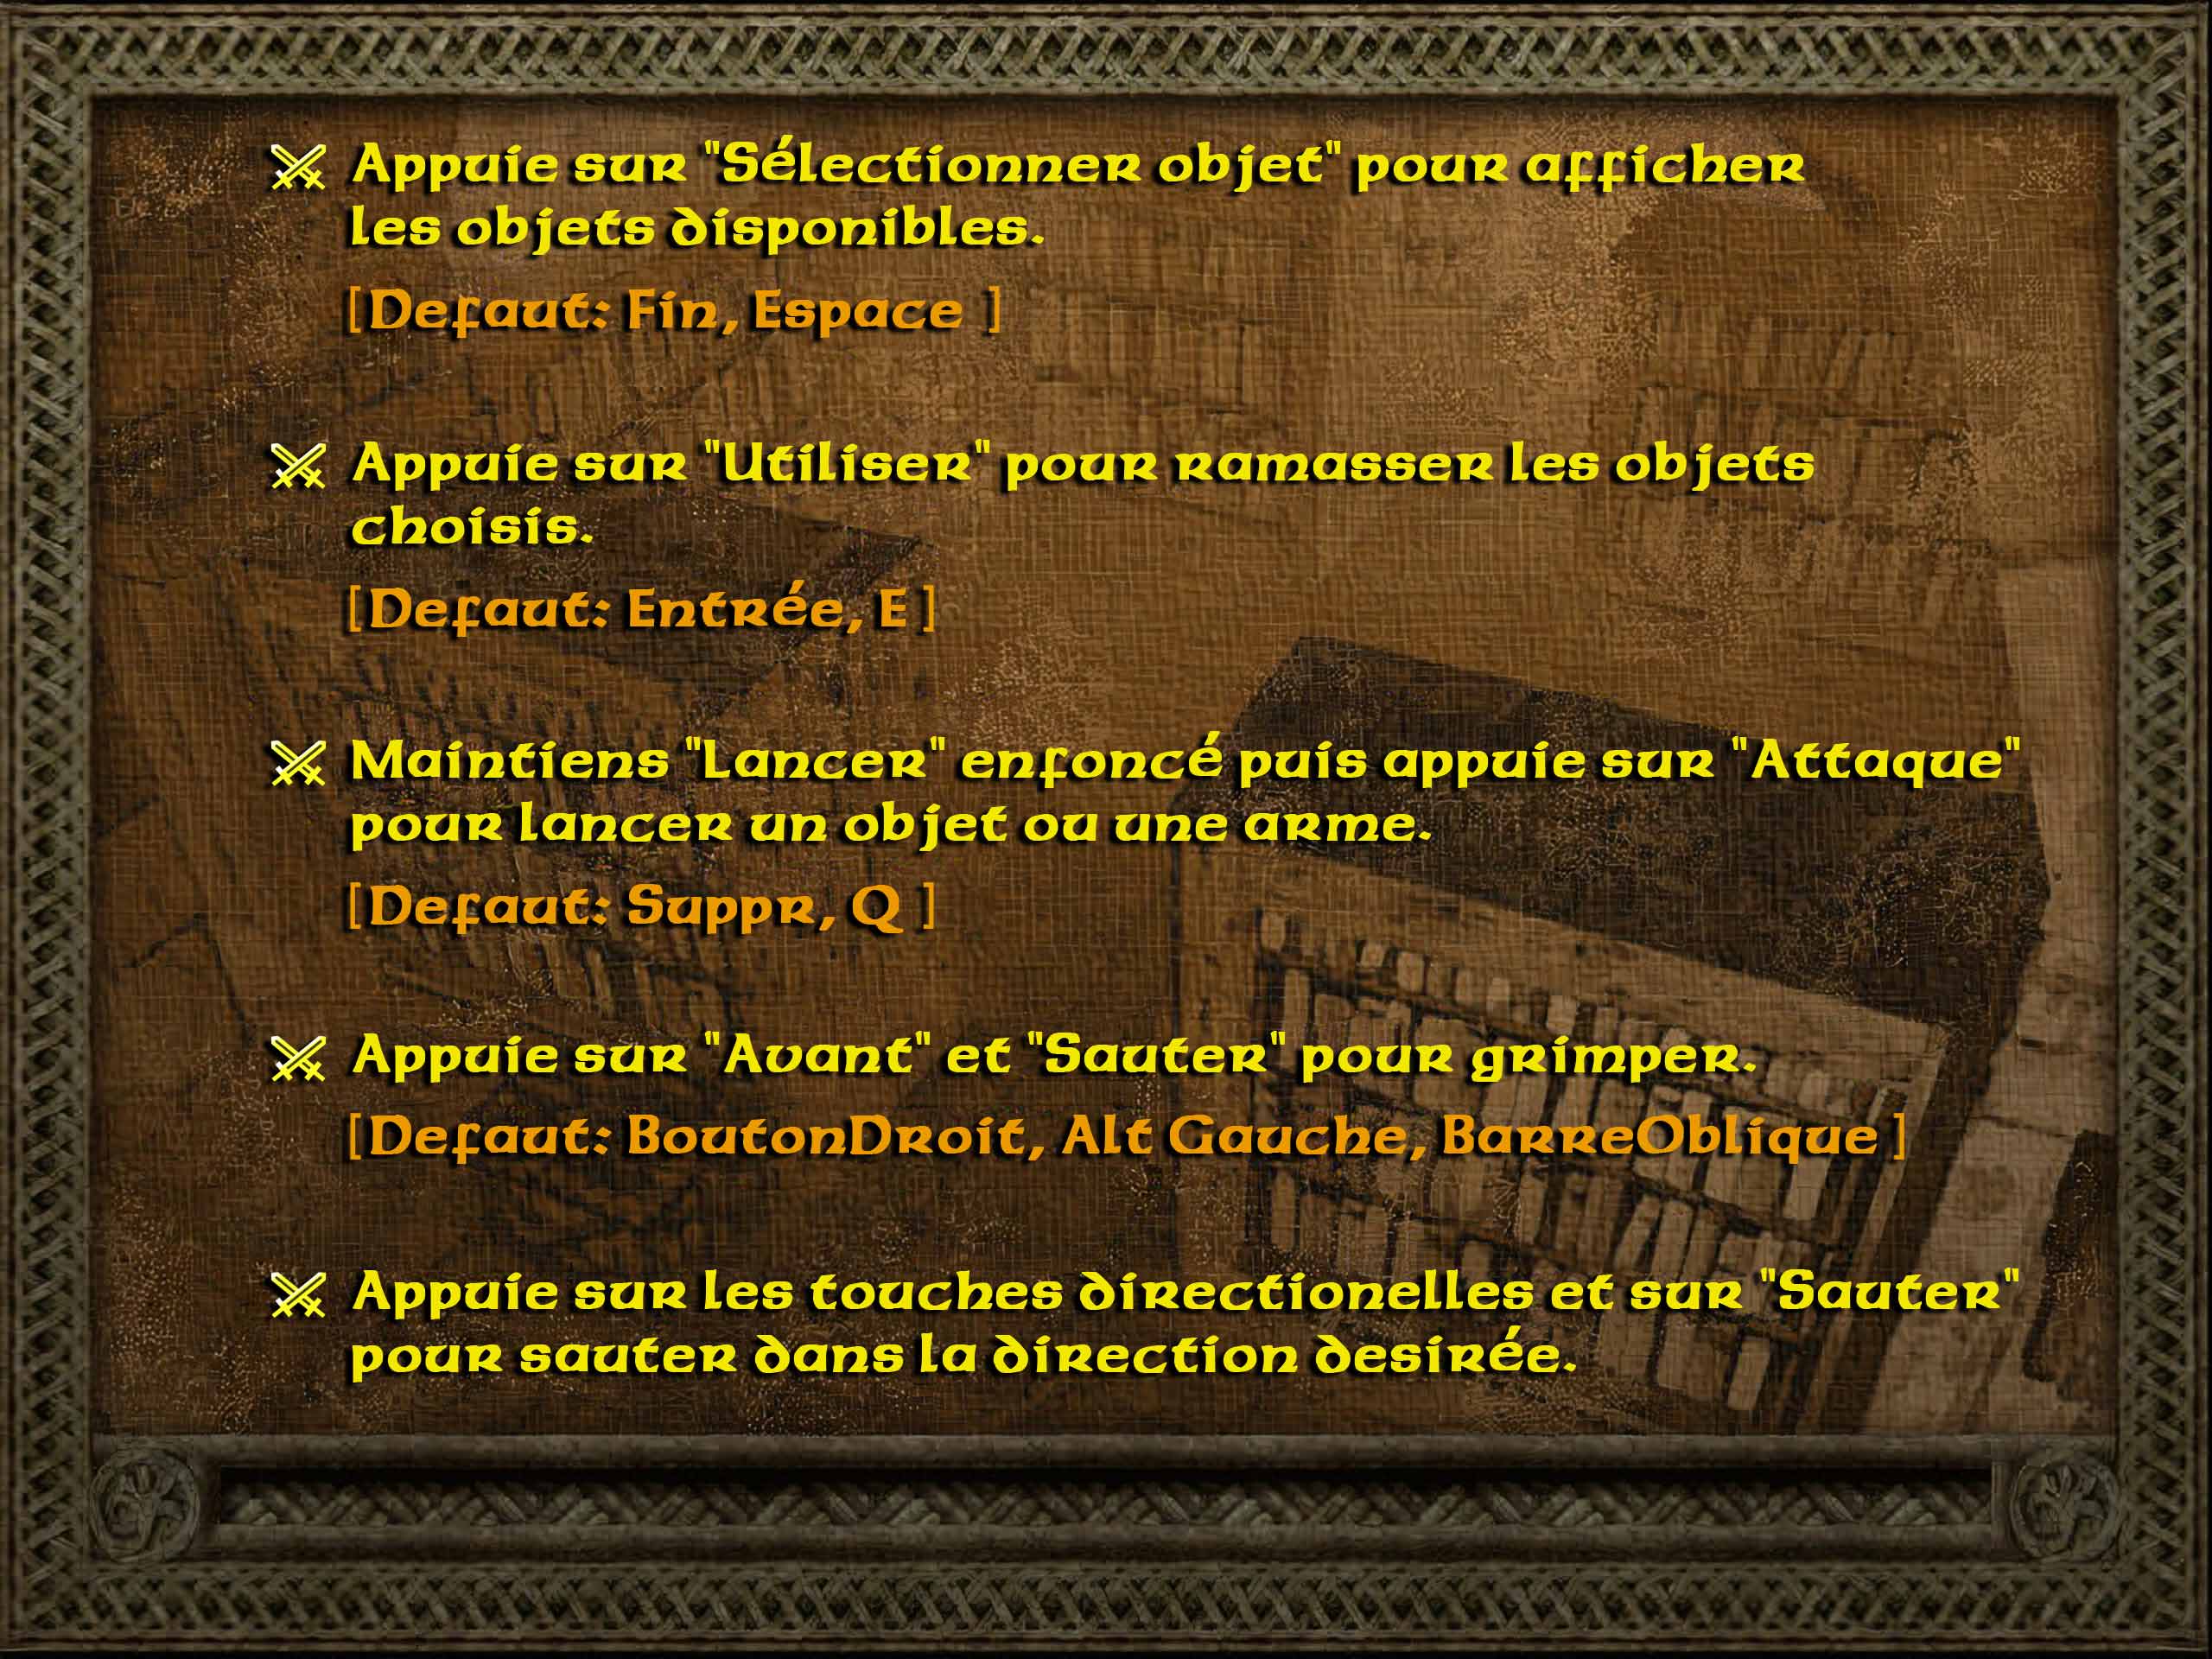 Appuie sur "Sélectionner objet" pour afficher
les objets disponibles.
[Defaut: Fin, Espace ]
Appuie sur "Utiliser" pour ramasser les objets
choisis.
[Defaut: Entrée, E ]
Maintiens "Lancer" enfoncé puis appuie sur "Attaque"
pour lancer un objet ou une arme.
[Defaut: Suppr, Q ]
Appuie sur "Avant" et "Sauter" pour grimper.
[Defaut: BoutonDroit, Alt Gauche, BarreOblique ]
Appuie sur les touches directionelles et sur "Sauter"
pour sauter dans la direction desirée.